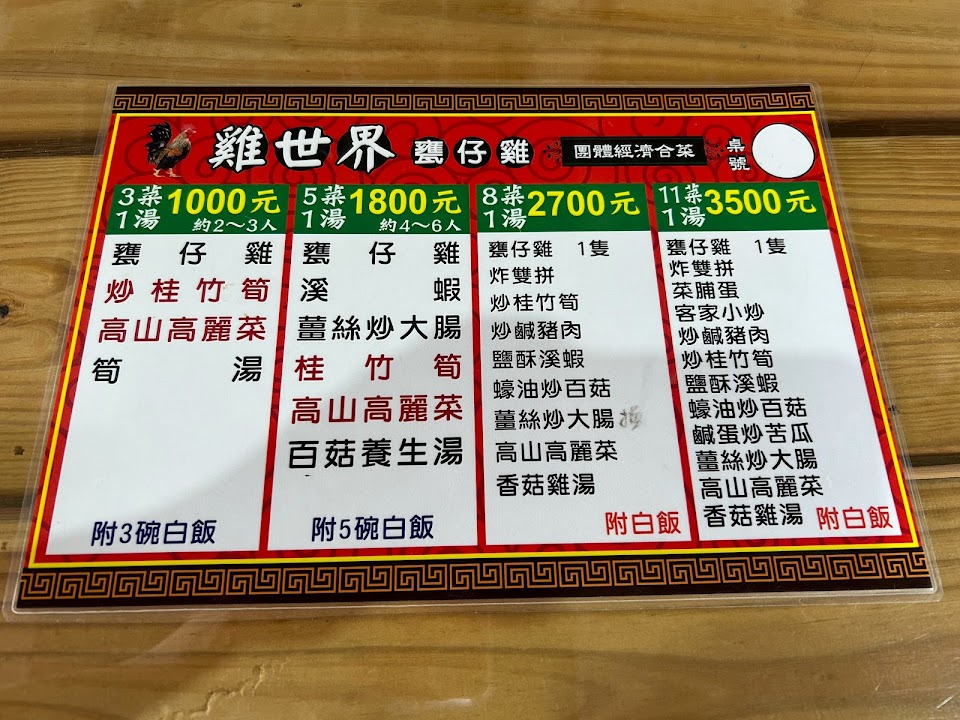 雞世界 甕仔雞 團體經濟合菜 桌號
3菜1湯 1000元
約2～3人
甕仔雞
炒桂竹筍
高山高麗菜
筍湯
附3碗白飯
5菜1湯 1800元
約4～6人
甕仔雞
溪蝦
薑絲炒大腸
桂竹筍
高山高麗菜
百菇養生湯
附5碗白飯
8菜1湯 2700元
甕仔雞 1隻
炸雙拼
炒桂竹筍
炒鹹豬肉
鹽酥溪蝦
蠔油炒百菇
薑絲炒大腸
高山高麗菜
香菇雞湯
附白飯
11菜1湯 3500元
甕仔雞 1隻
炸雙拼
菜脯蛋
客家小炒
炒鹹豬肉
炒桂竹筍
鹽酥溪蝦
蠔油炒百菇
鹹蛋炒苦瓜
薑絲炒大腸
高山高麗菜
香菇雞湯 附白飯